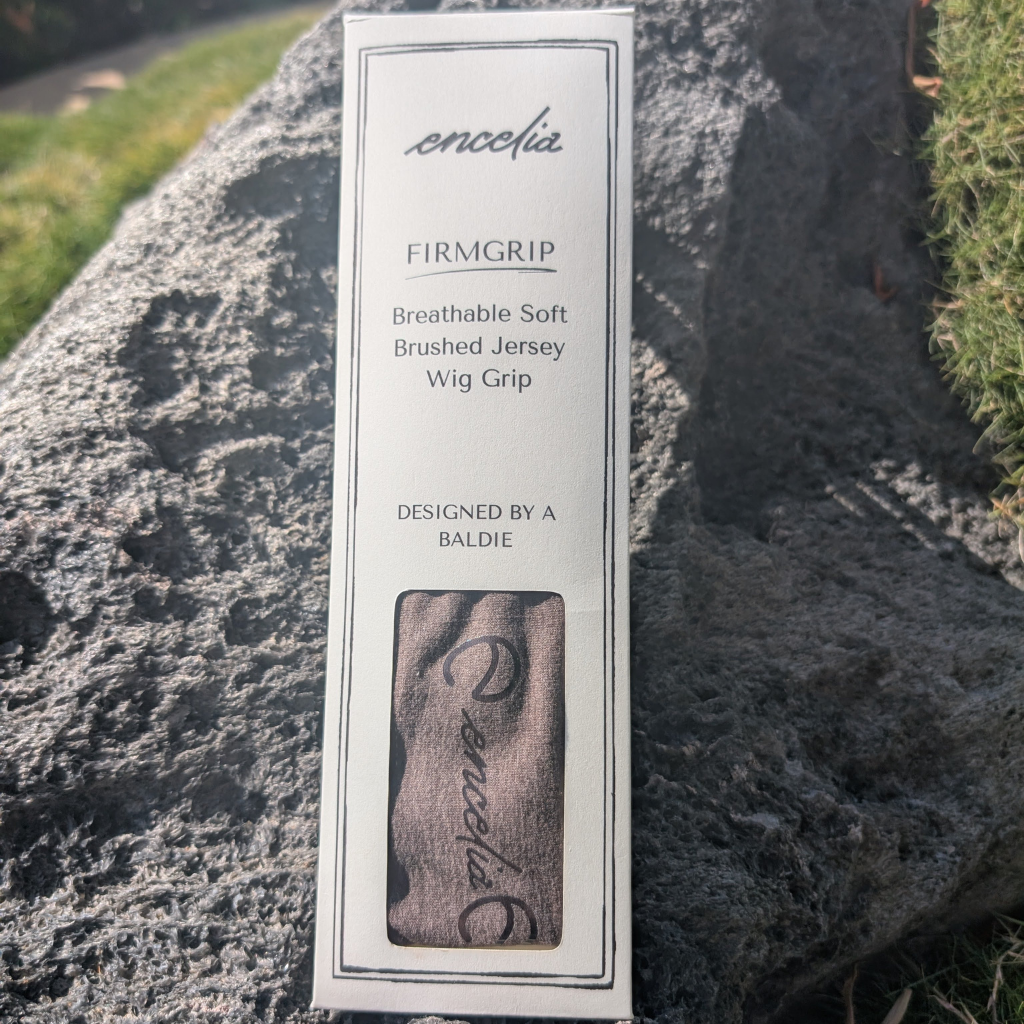 encelia
FIRMGRIP
Breathable Soft
Brushed Jersey
Wig Grip
DESIGNED BY A
BALDIE
encelia